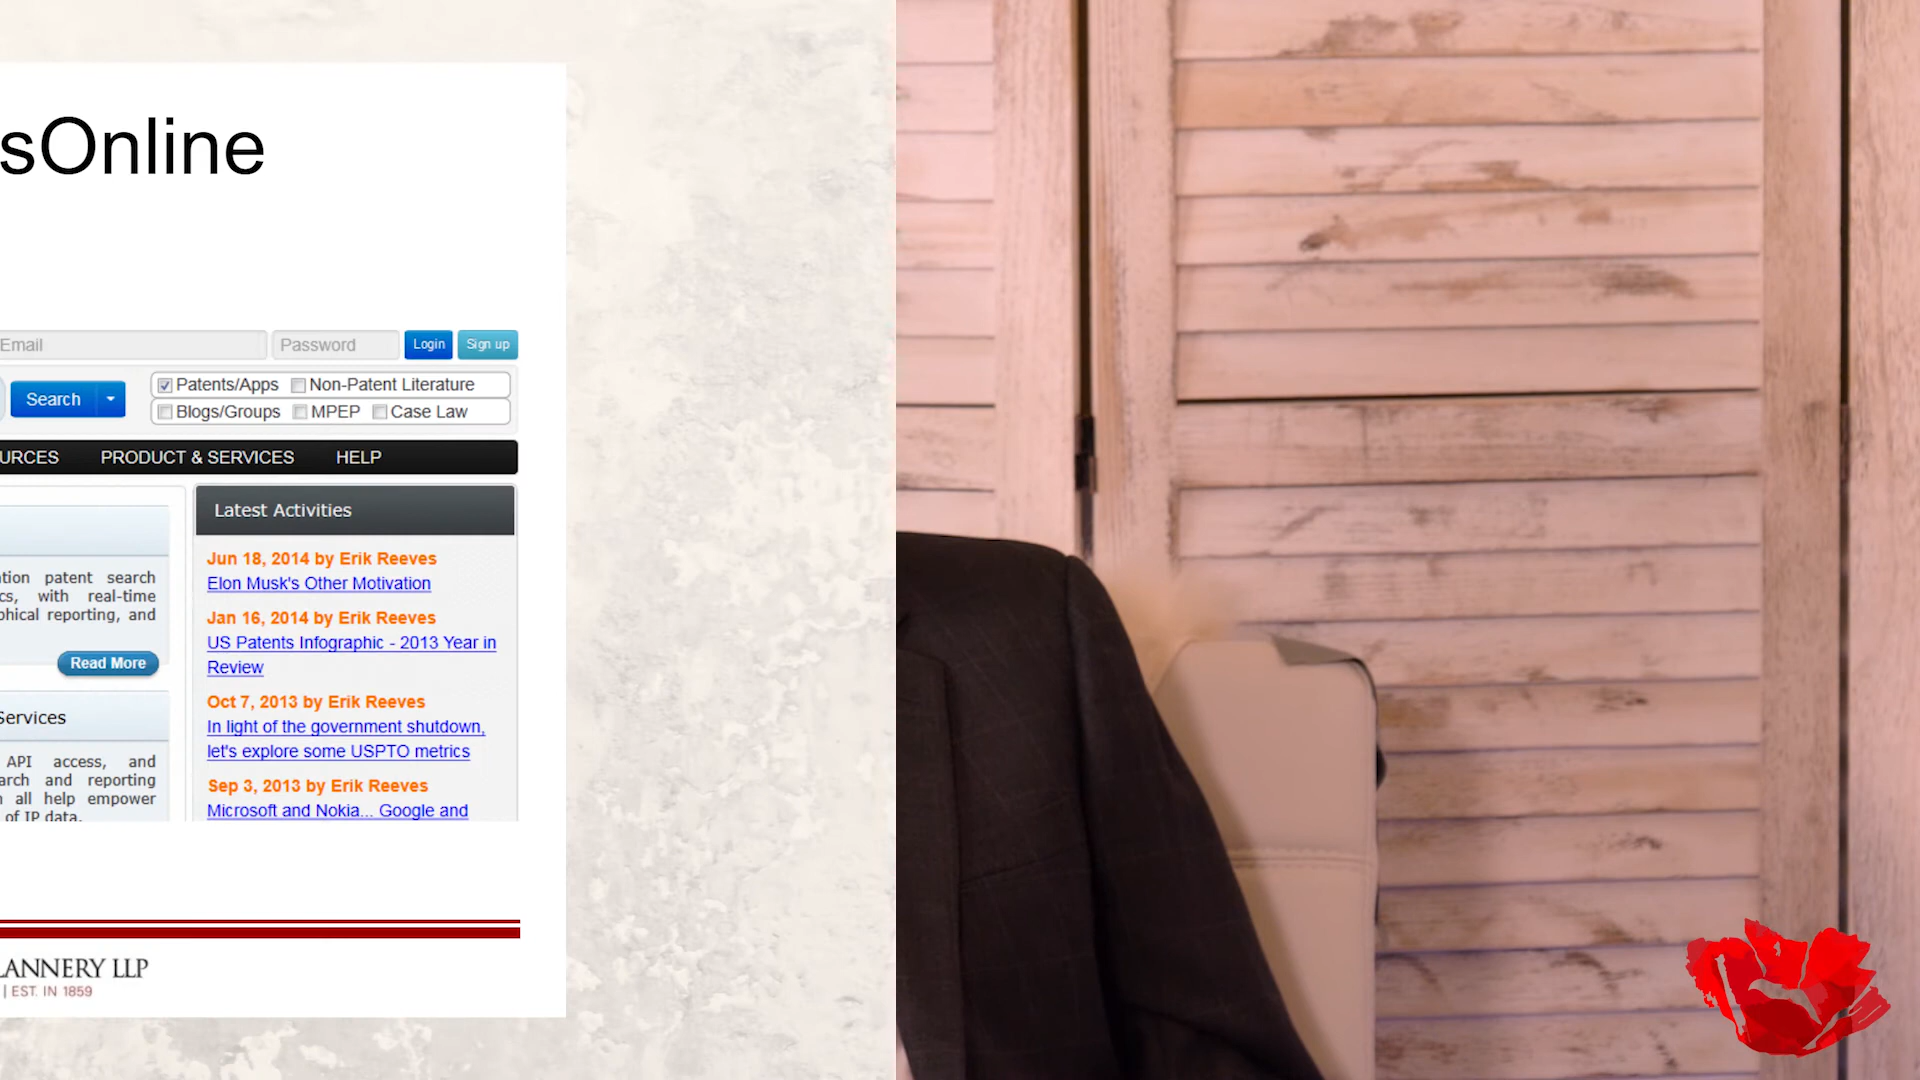 sOnline
Email Password Login Sign up
Search Patents/Apps Non-Patent Literature
Blogs/Groups MPEP Case Law
URCES PRODUCT & SERVICES HELP
Latest Activities
tion patent search
cs, with real-time
phical reporting, and
Read More
Services
API access, and
arch and reporting
all help empower
of IP data.
Jun 18, 2014 by Erik Reeves
Elon Musk's Other Motivation
Jan 16, 2014 by Erik Reeves
US Patents Infographic - 2013 Year in
Review
Oct 7, 2013 by Erik Reeves
In light of the government shutdown,
let's explore some USPTO metrics
Sep 3, 2013 by Erik Reeves
Microsoft and Nokia... Google and
LANNERY LLP
| EST. IN 1859